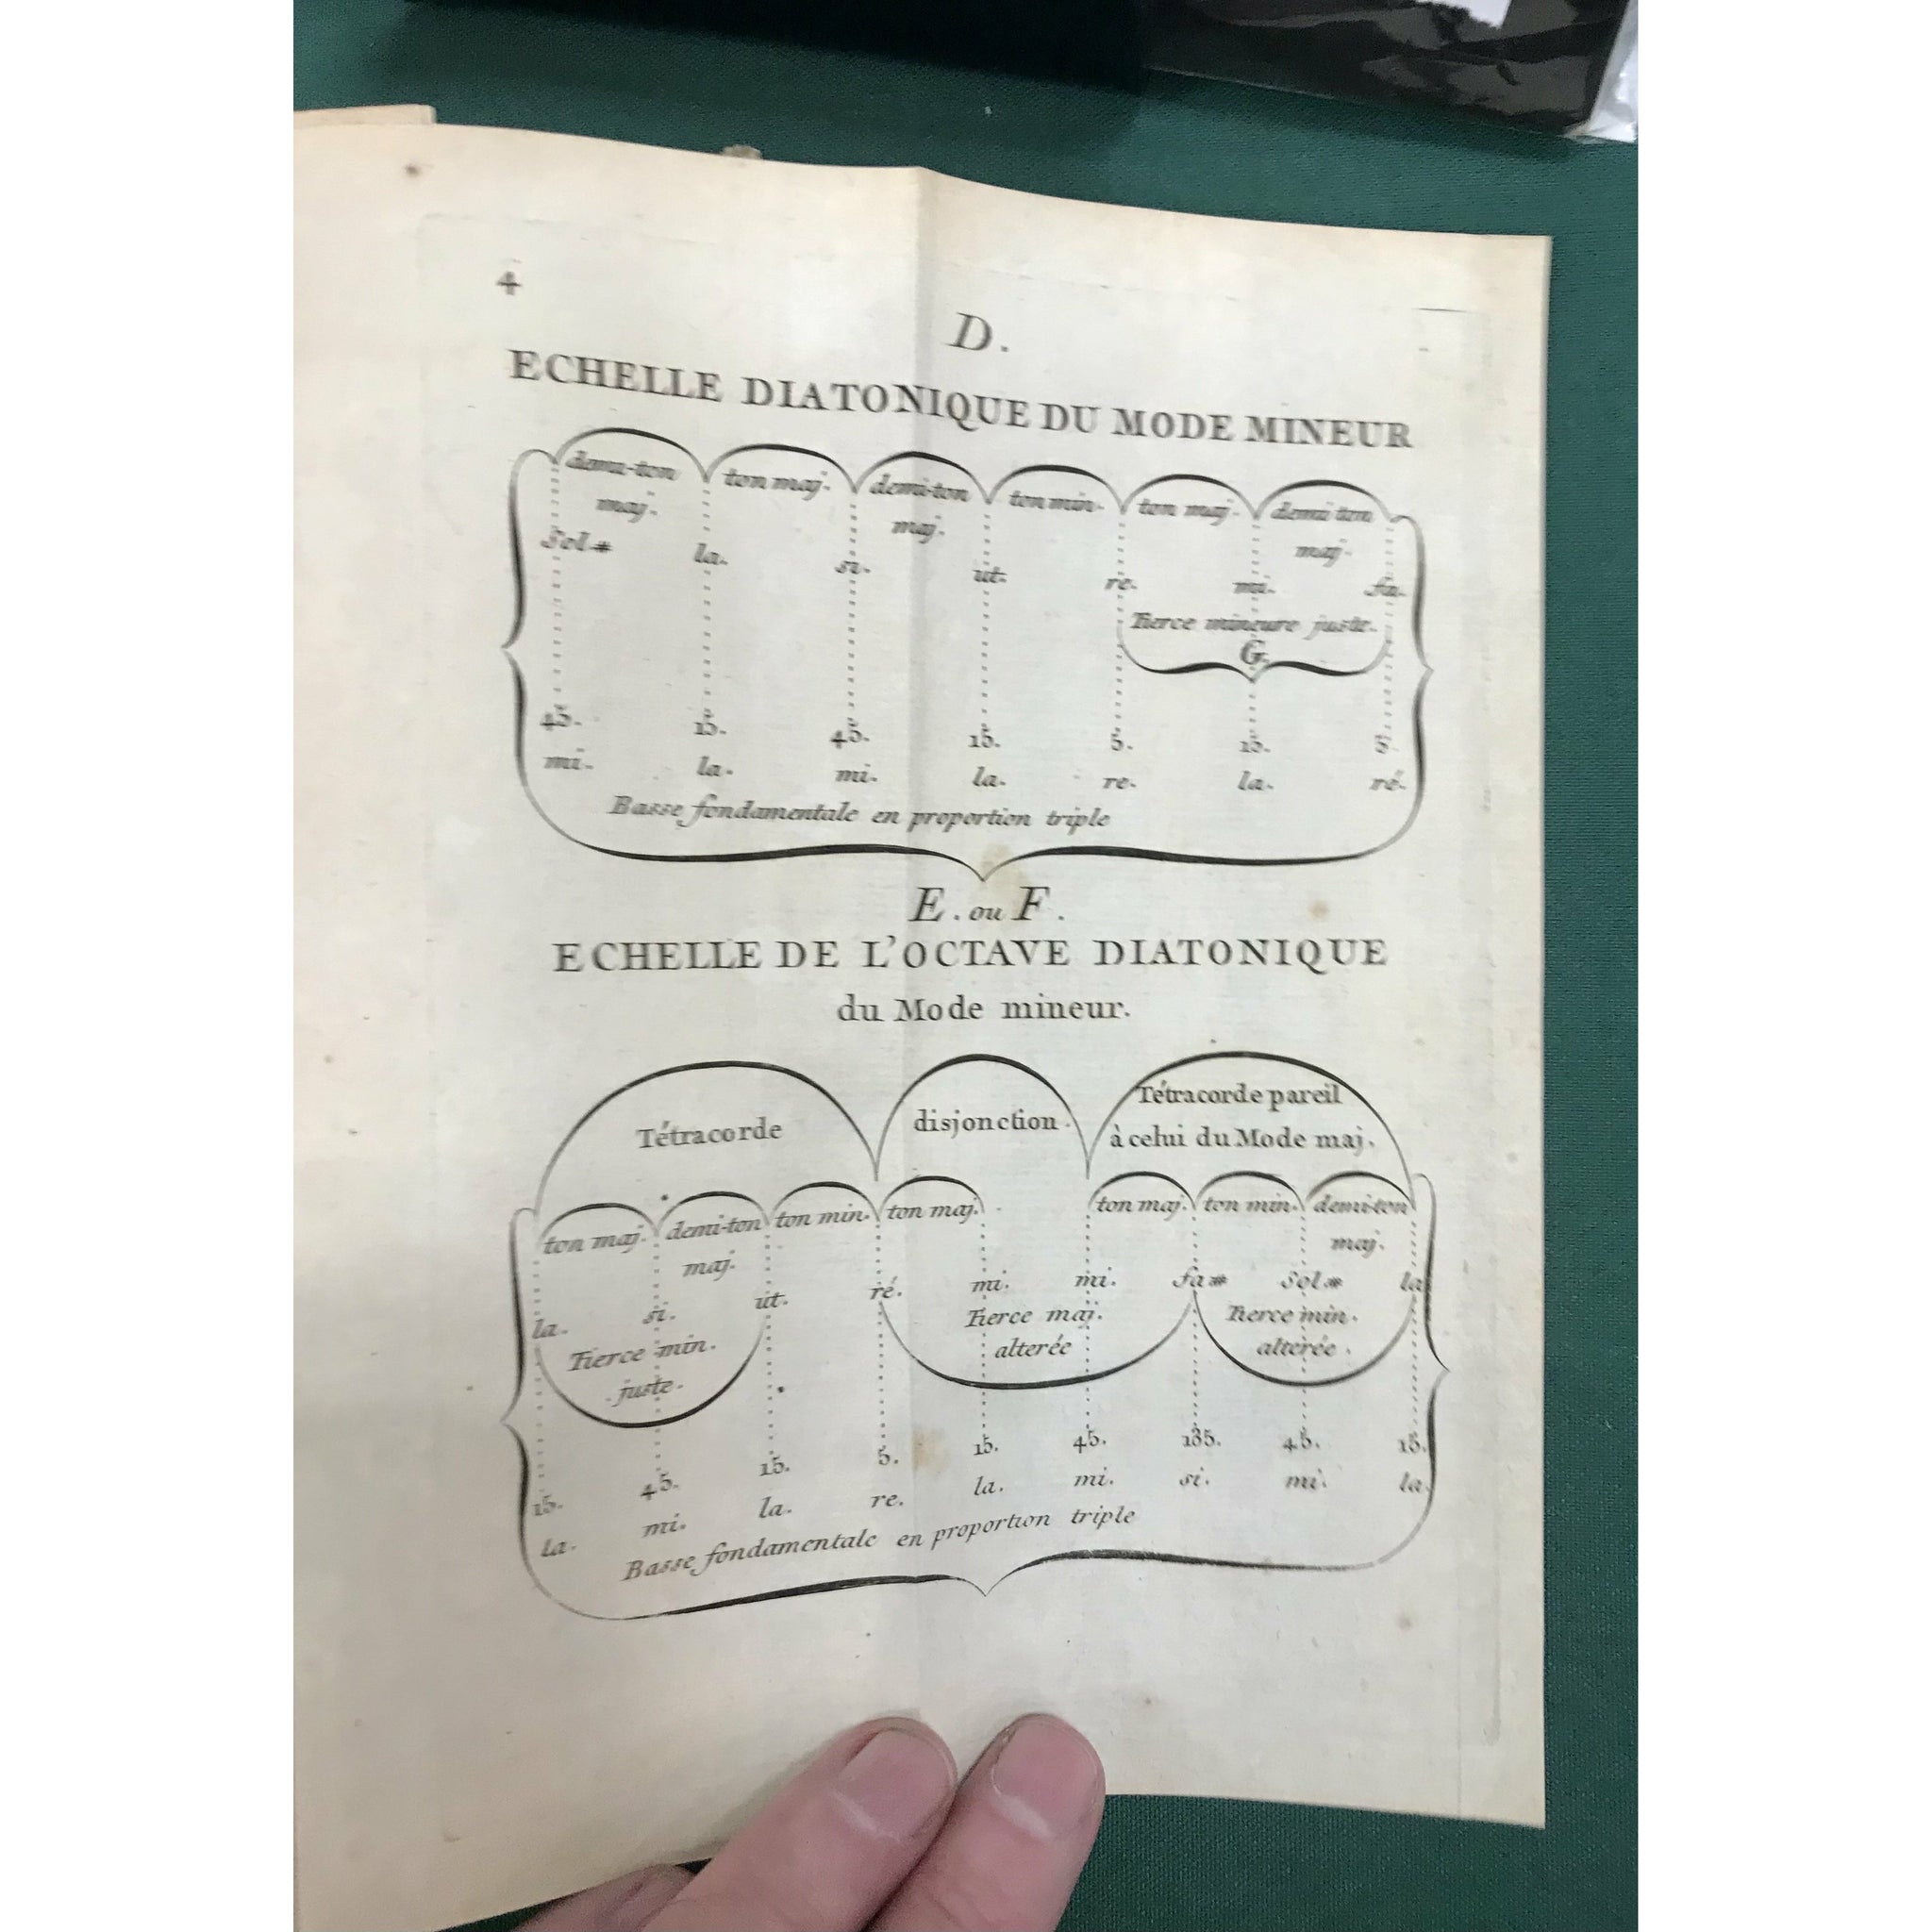 4
D.
ECHELLE DIATONIQUE DU MODE MINEUR
demi-ton ton maj. demi-ton ton min. ton maj. demi ton
maj. maj. maj.
Sol# la. si. ut. re. mi. fa.
Tierce mineure juste.
G.
45. 15. 45. 15. 5. 15. 5.
mi. la. mi. la. re. la. ré.
Basse fondamentale en proportion triple
E. ou F.
ECHELLE DE L'OCTAVE DIATONIQUE
du Mode mineur.
Tétracorde disjonction. Tétracorde pareil
à celui du Mode maj.
ton maj. demi-ton ton min. ton maj. ton maj. ton min. demi-ton
maj. maj.
la. si. ut. ré. mi. mi. fa# Sol# la
Tierce min. Tierce maj. Tierce min.
juste. alterée alterée.
15. 45. 15. 5. 15. 45. 135. 45. 15.
la. mi. la. re. la. mi. si. mi. la.
Basse fondamentale en proportion triple